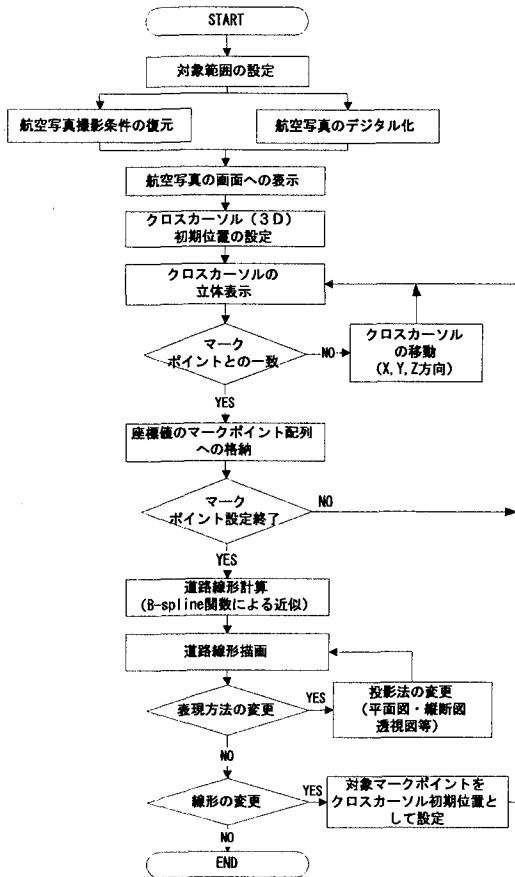 START
対象範囲の設定
航空写真撮影条件の復元
航空写真のデジタル化
航空写真の画面への表示
クロスカーソル（３Ｄ）
初期位置の設定
クロスカーソルの
立体表示
マーク
ポイントとの一致
NO
クロスカーソル
の移動
(X,Y,Z方向)
YES
座標値のマークポイント配列
への格納
マーク
ポイント設定終了
NO
YES
道路線形計算
(B-spline関数による近似)
道路線形描画
表現方法の変更
YES
投影法の変更
(平面図・縦断図
透視図等)
NO
線形の変更
YES
対象マークポイントを
クロスカーソル初期位置と
して設定
NO
END